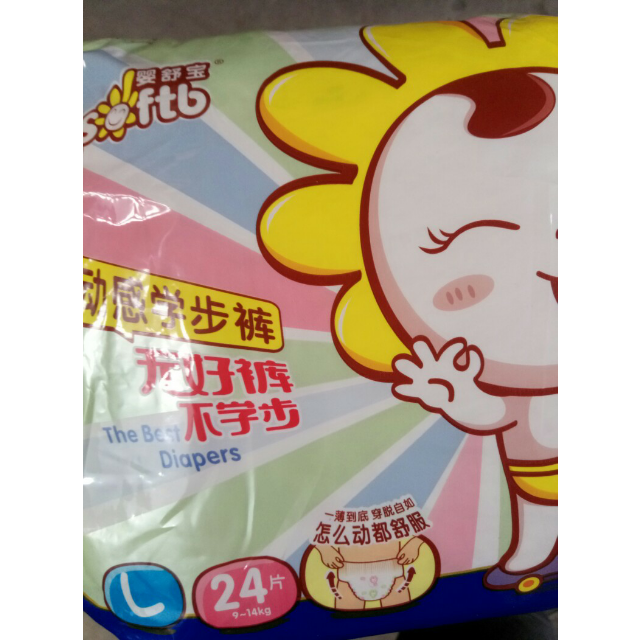 婴舒宝®
softb
动感学步裤
无好裤
不学步
The Best
Diapers
一薄到底 穿脱自如
怎么动都舒服
L
24片
9-14kg